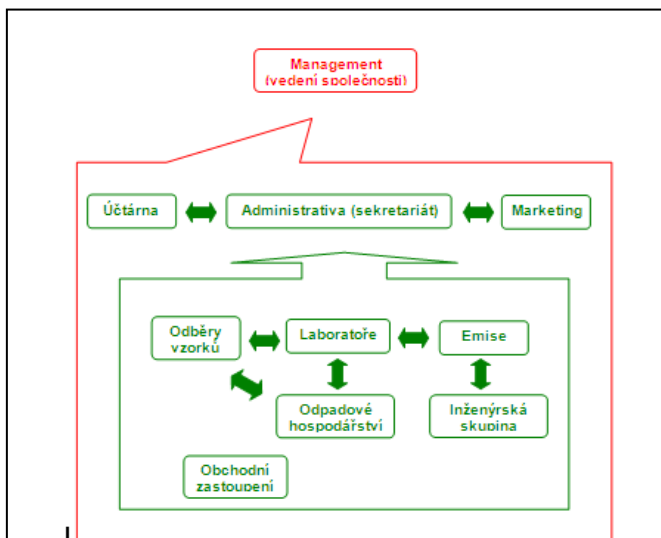 Management
(vedení společnosti)
Účtárna
Administrativa (sekretariát)
Marketing
Odběry
vzorků
Laboratoře
Emise
Odpadové
hospodářství
Inženýrská
skupina
Obchodní
zastoupení